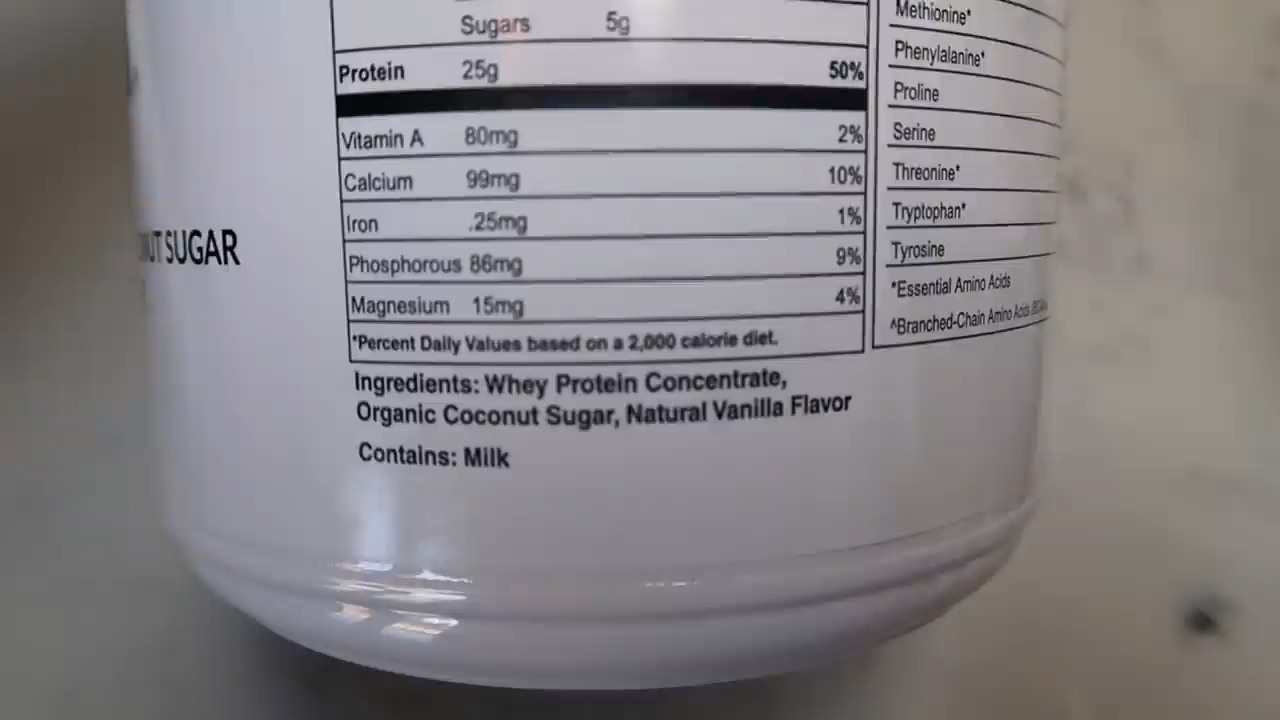 Sugars 5g
Protein 25g 50%
Vitamin A 80mg 2%
Calcium 99mg 10%
Iron .25mg 1%
Phosphorous 86mg 9%
Magnesium 15mg 4%
*Percent Daily Values based on a 2,000 calorie diet.
Ingredients: Whey Protein Concentrate,
Organic Coconut Sugar, Natural Vanilla Flavor
Contains: Milk
SUGAR
Methionine*
Phenylalanine*
Proline
Serine
Threonine*
Tryptophan*
Tyrosine
*Essential Amino Acids
^Branched-Chain Amino Acids